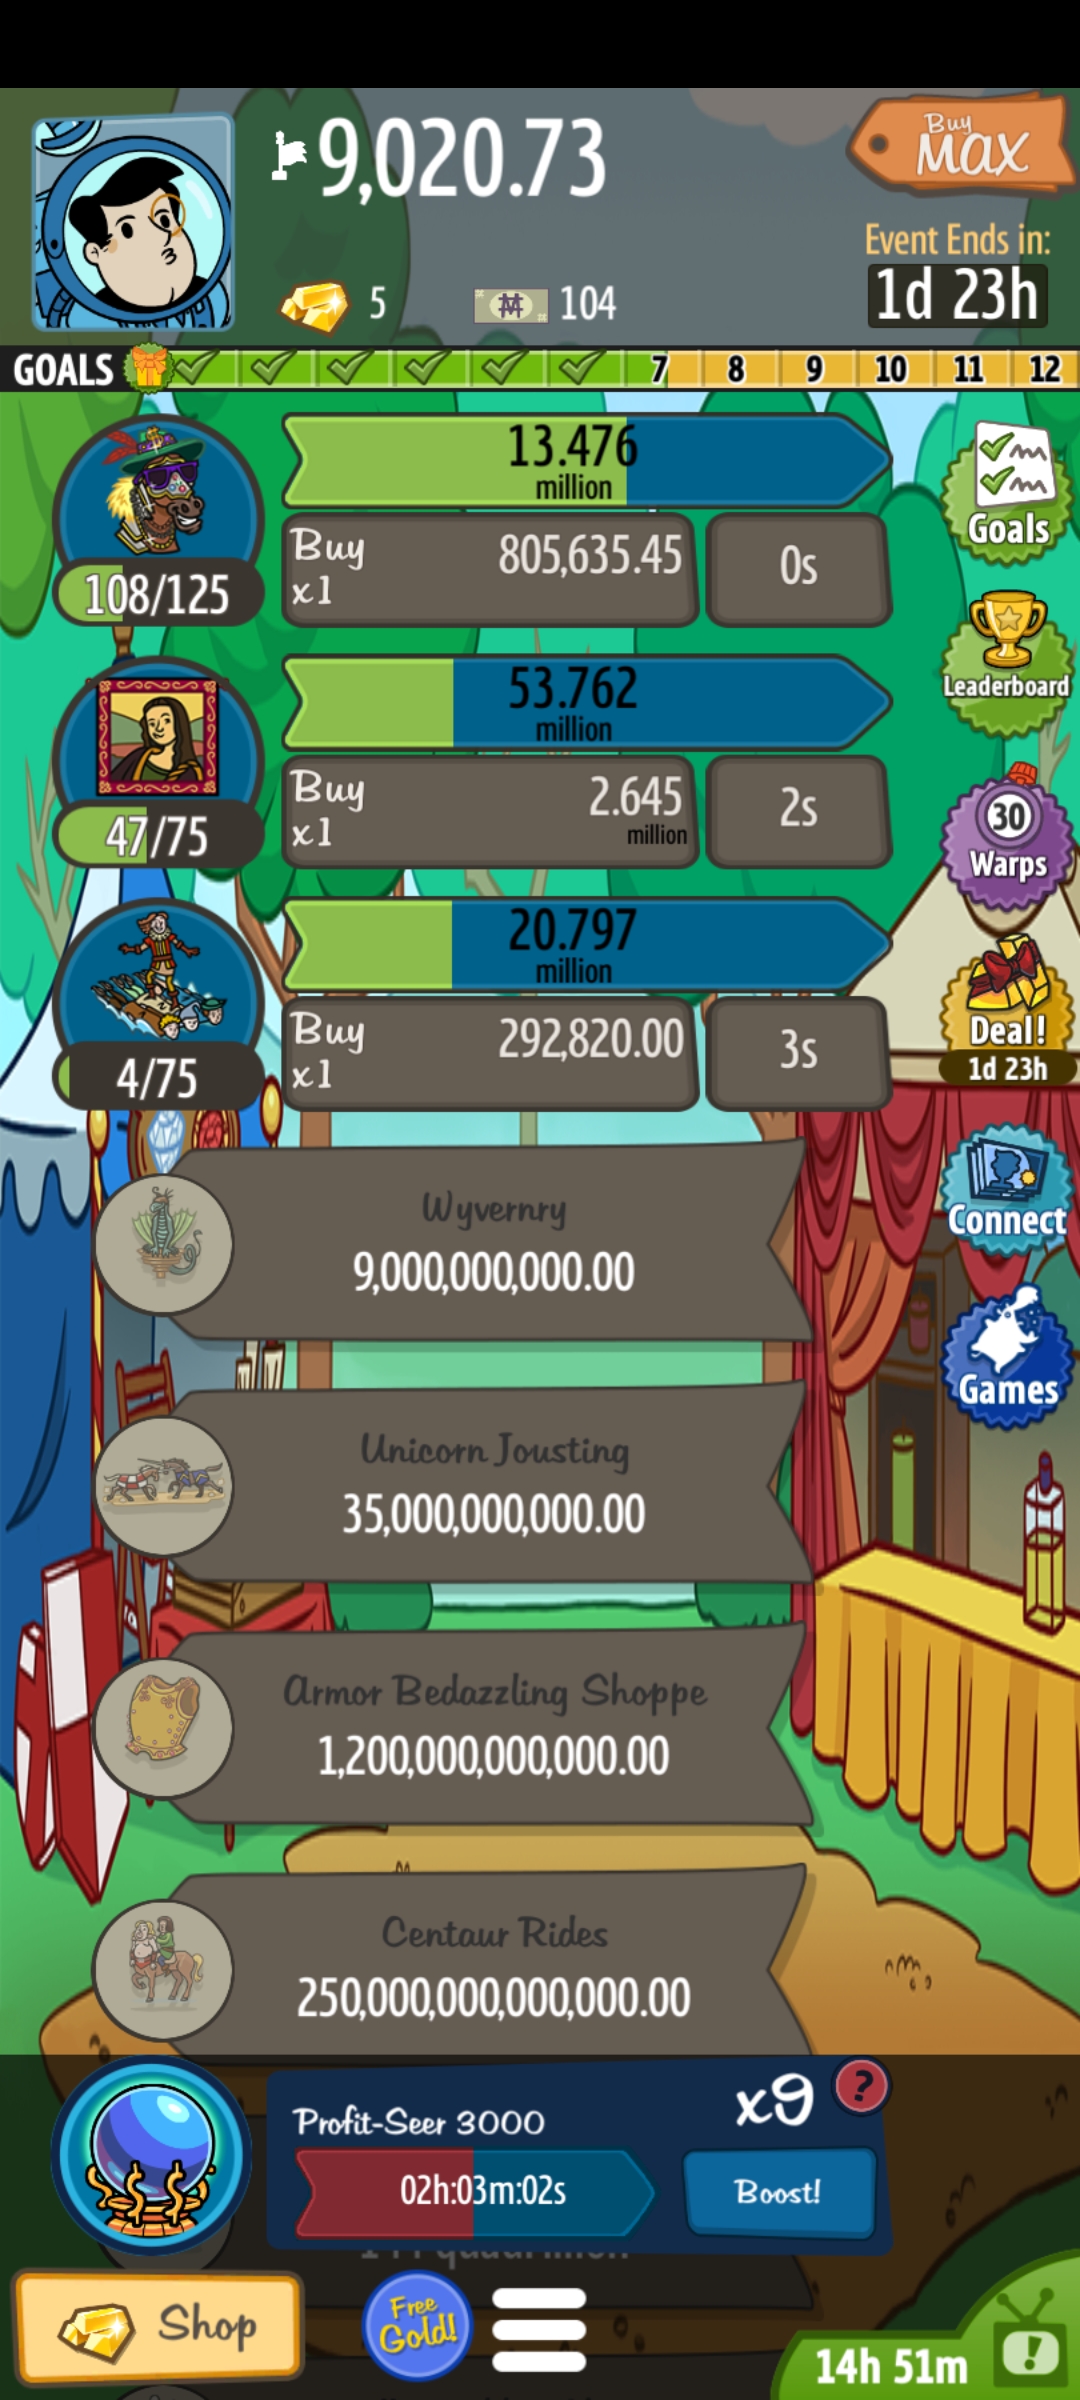 9,020.73
Buy
MAX
5
104
Event Ends in:
1d 23h
GOALS
7
8
9
10
11
12
13.476
million
108/125
Buy
x1
805,635.45
0s
Goals
Leaderboard
53.762
million
47/75
Buy
x1
2.645
million
2s
30
Warps
20.797
million
4/75
Buy
x1
292,820.00
3s
Deal!
1d 23h
Wyvernry
9,000,000,000.00
Connect
Games
Unicorn Jousting
35,000,000,000.00
Armor Bedazzling Shoppe
1,200,000,000,000.00
Centaur Rides
250,000,000,000,000.00
Profit-Seer 3000
x9
?
02h:03m:02s
Boost!
Shop
Free
Gold!
14h 51m
!